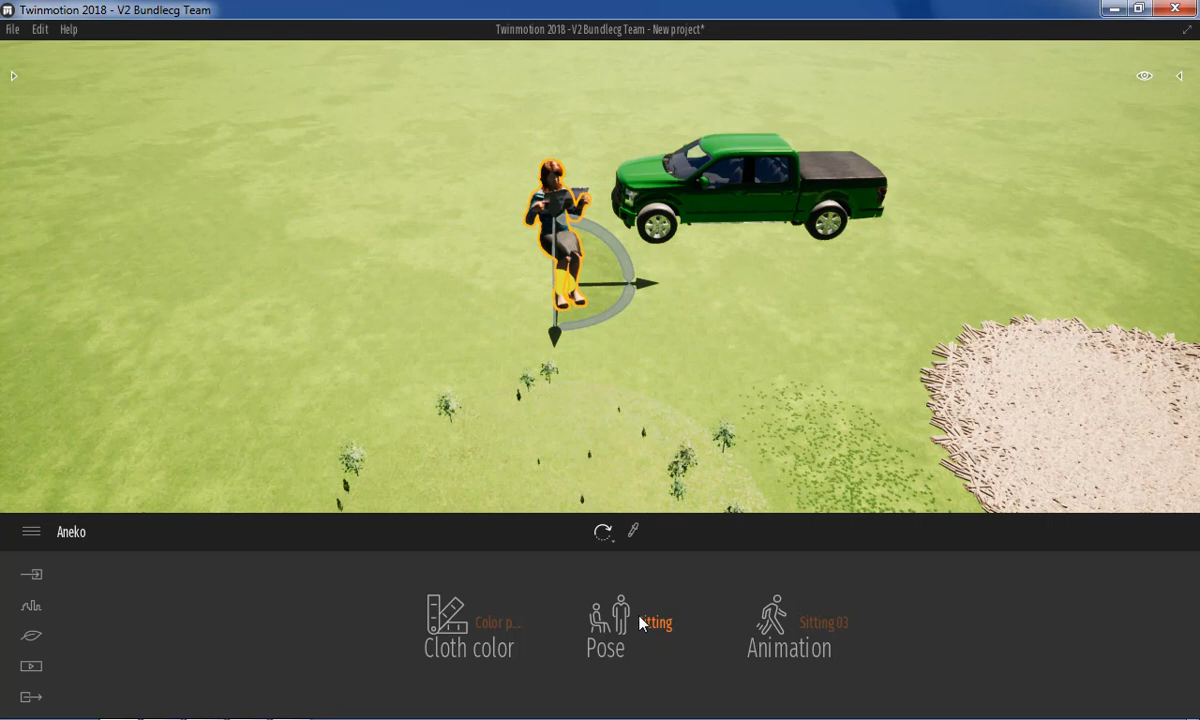 Twinmotion 2018 - V2 Bundlecg Team
File Edit Help
Twinmotion 2018 - V2 Bundlecg Team - New project*
Aneko
Color p...
Cloth color
Pose
Sitting 03
Animation